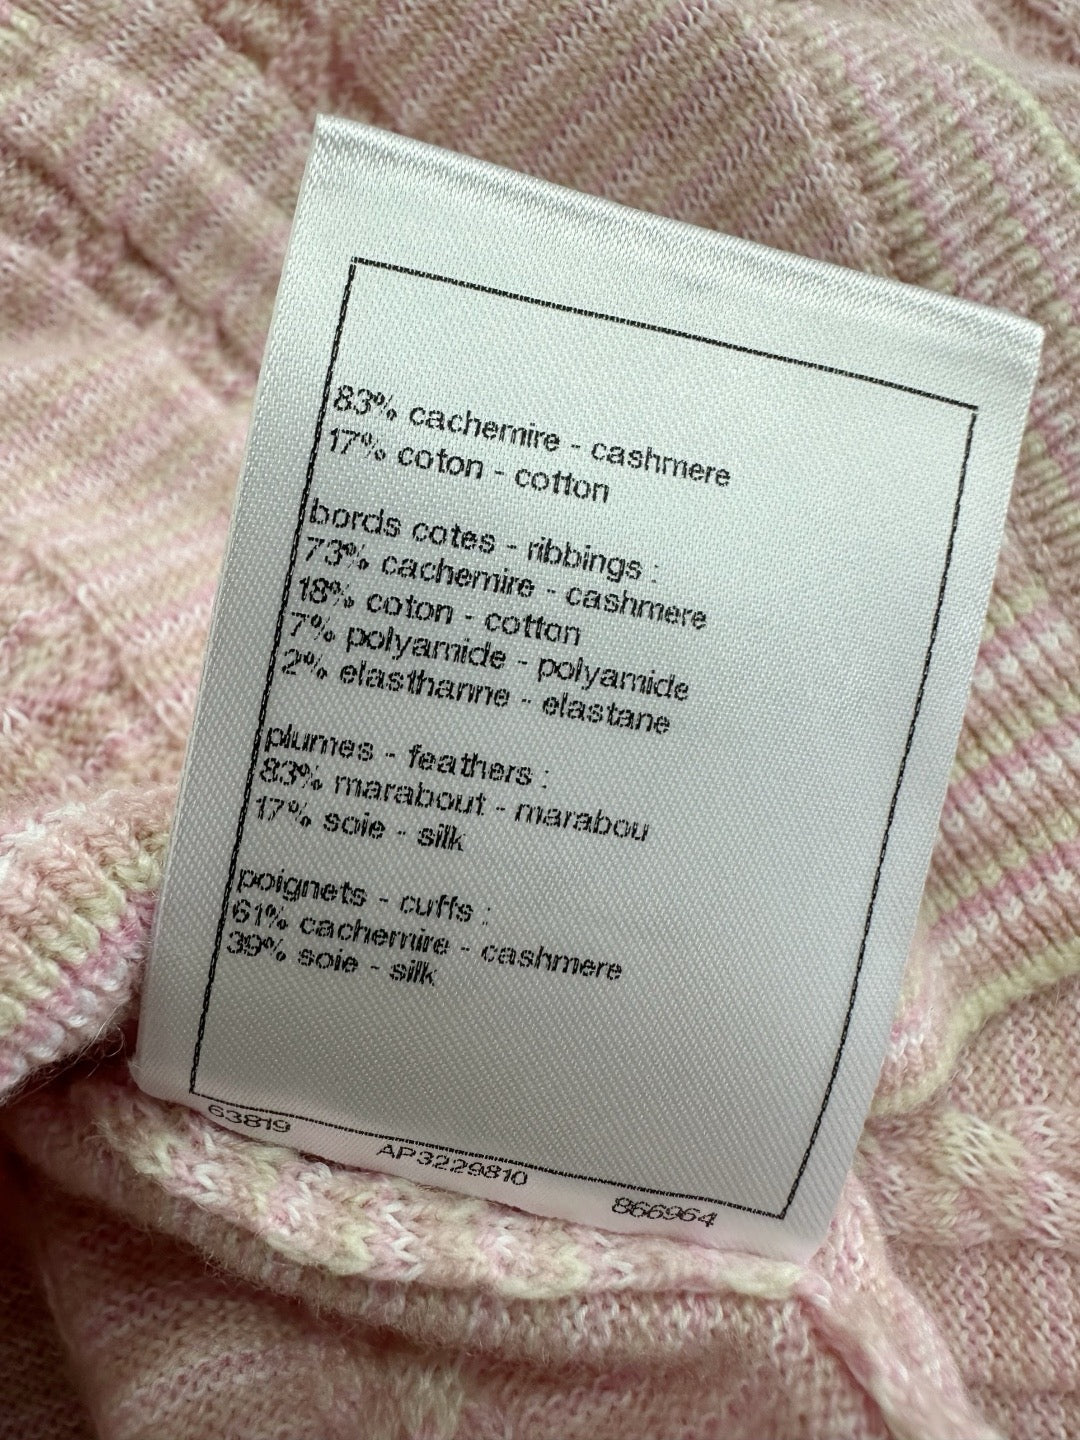 83% cachemire - cashmere
17% coton - cotton
bords cotes - ribbings :
73% cachemire - cashmere
18% coton - cotton
7% polyamide - polyamide
2% elasthanne - elastane
plumes - feathers :
83% marabout - marabou
17% soie - silk
poignets - cuffs :
61% cachemire - cashmere
39% soie - silk
63819 AP3229810 866964